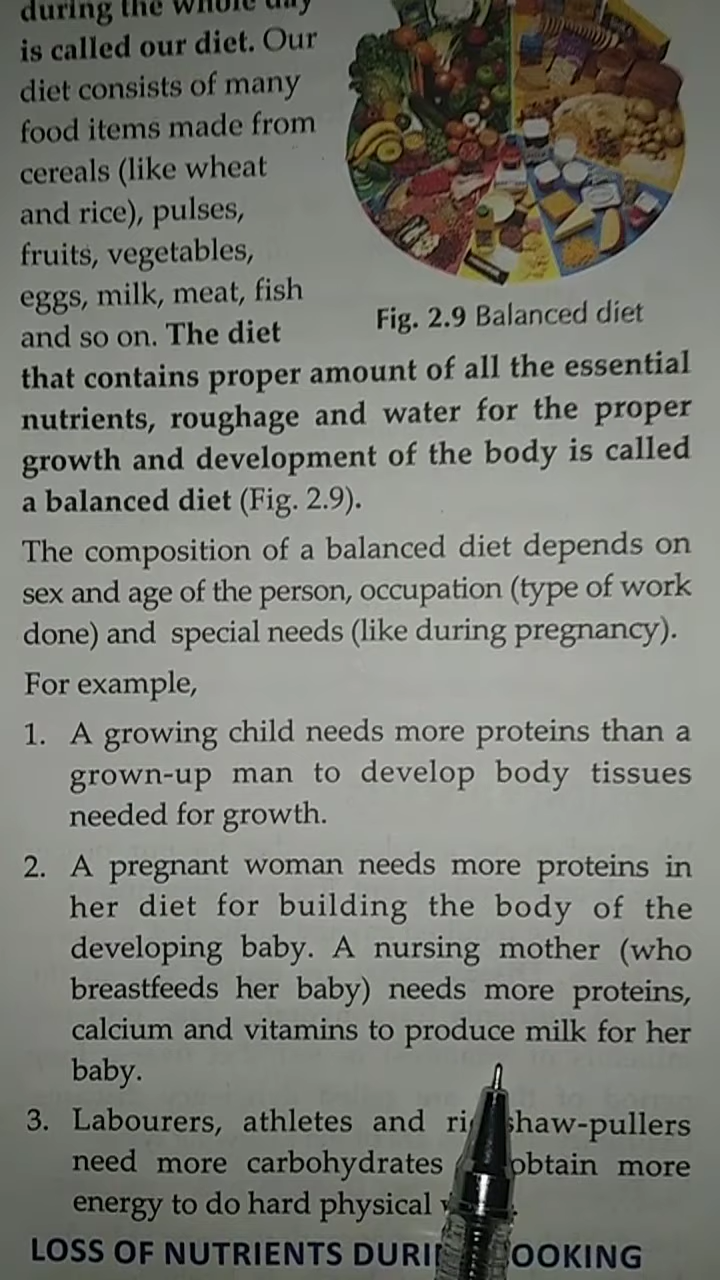 during the whole day
is called our diet. Our
diet consists of many
food items made from
cereals (like wheat
and rice), pulses,
fruits, vegetables,
eggs, milk, meat, fish
and so on. The diet
Fig. 2.9 Balanced diet
that contains proper amount of all the essential
nutrients, roughage and water for the proper
growth and development of the body is called
a balanced diet (Fig. 2.9).
The composition of a balanced diet depends on
sex and age of the person, occupation (type of work
done) and special needs (like during pregnancy).
For example,
1. A growing child needs more proteins than a
grown-up man to develop body tissues
needed for growth.
2. A pregnant woman needs more proteins in
her diet for building the body of the
developing baby. A nursing mother (who
breastfeeds her baby) needs more proteins,
calcium and vitamins to produce milk for her
baby.
3. Labourers, athletes and shaw-pullers
need more carbohydrates obtain more
energy to do hard physical
LOSS OF NUTRIENTS OOKING